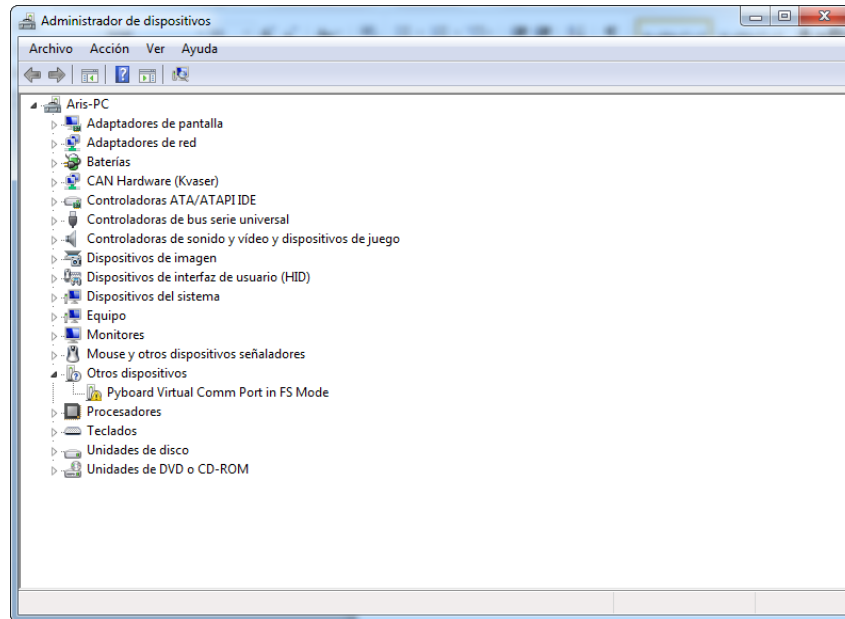 Administrador de dispositivos
Archivo Acción Ver Ayuda
Aris-PC
Adaptadores de pantalla
Adaptadores de red
Baterías
CAN Hardware (Kvaser)
Controladoras ATA/ATAPI IDE
Controladoras de bus serie universal
Controladoras de sonido y vídeo y dispositivos de juego
Dispositivos de imagen
Dispositivos de interfaz de usuario (HID)
Dispositivos del sistema
Equipo
Monitores
Mouse y otros dispositivos señaladores
Otros dispositivos
Pyboard Virtual Comm Port in FS Mode
Procesadores
Teclados
Unidades de disco
Unidades de DVD o CD-ROM